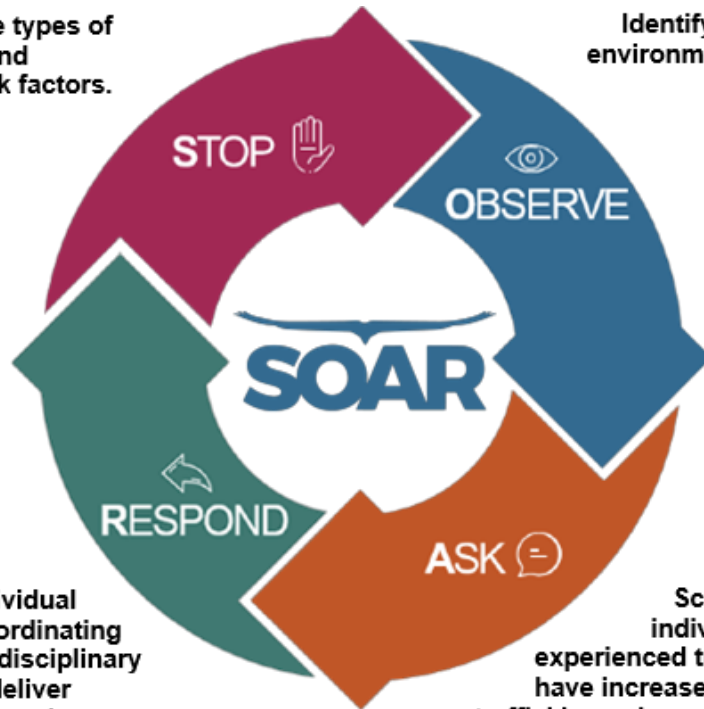 e types of
nd
k factors.
Identify
environm
STOP
OBSERVE
SOAR
RESPOND
ASK
ividual
ordinating
disciplinary
deliver
Sc
indiv
experienced t
have increase